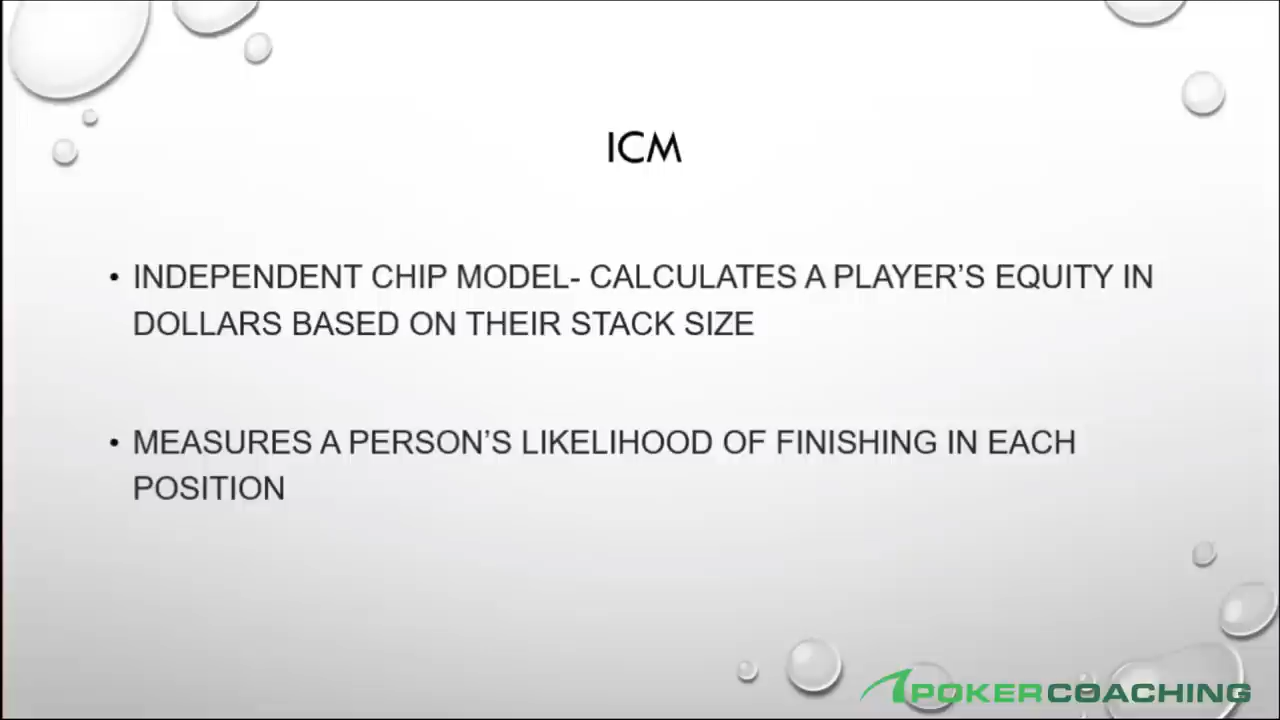 ICM
• INDEPENDENT CHIP MODEL- CALCULATES A PLAYER’S EQUITY IN
DOLLARS BASED ON THEIR STACK SIZE
• MEASURES A PERSON’S LIKELIHOOD OF FINISHING IN EACH
POSITION
POKERCOACHING